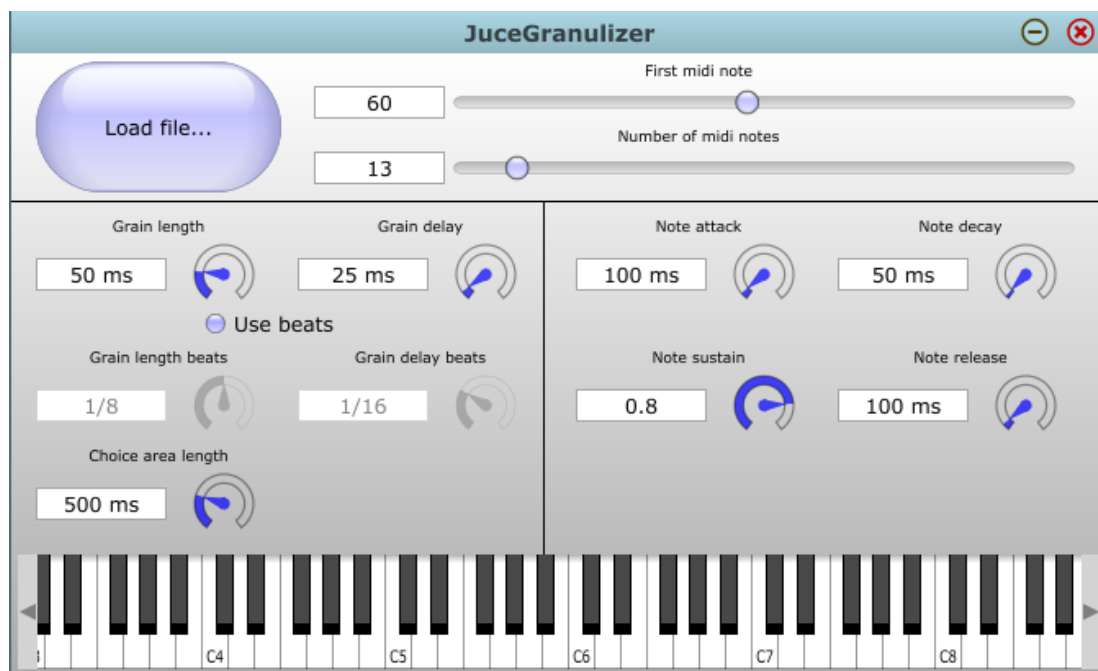 JuceGranulizer
Load file...
First midi note
60
Number of midi notes
13
Grain length
Grain delay
50 ms
25 ms
Use beats
Grain length beats
Grain delay beats
1/8
1/16
Choice area length
500 ms
Note attack
Note decay
100 ms
50 ms
Note sustain
Note release
0.8
100 ms
C4 C5 C6 C7 C8